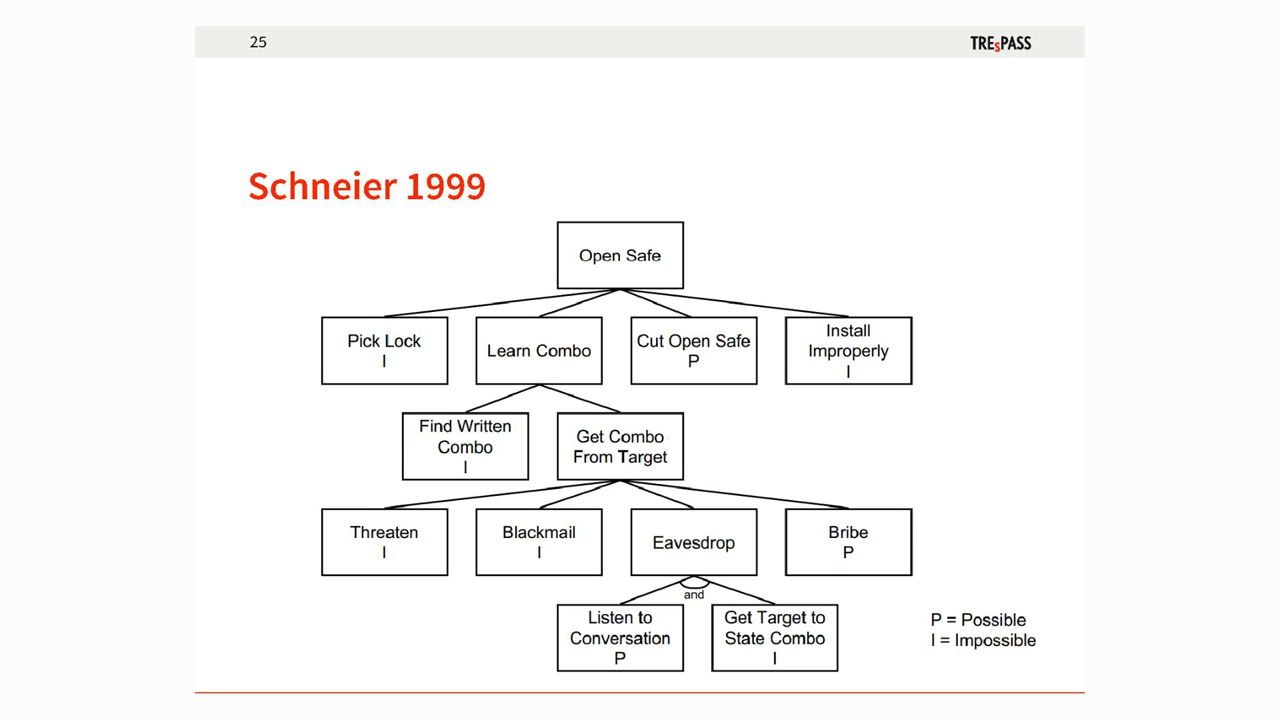 25
TREsPASS
Schneier 1999
Open Safe
Pick Lock
I
Learn Combo
Cut Open Safe
P
Install
Improperly
I
Find Written
Combo
I
Get Combo
From Target
Threaten
I
Blackmail
I
Eavesdrop
Bribe
P
and
Listen to
Conversation
P
Get Target to
State Combo
I
P = Possible
I = Impossible